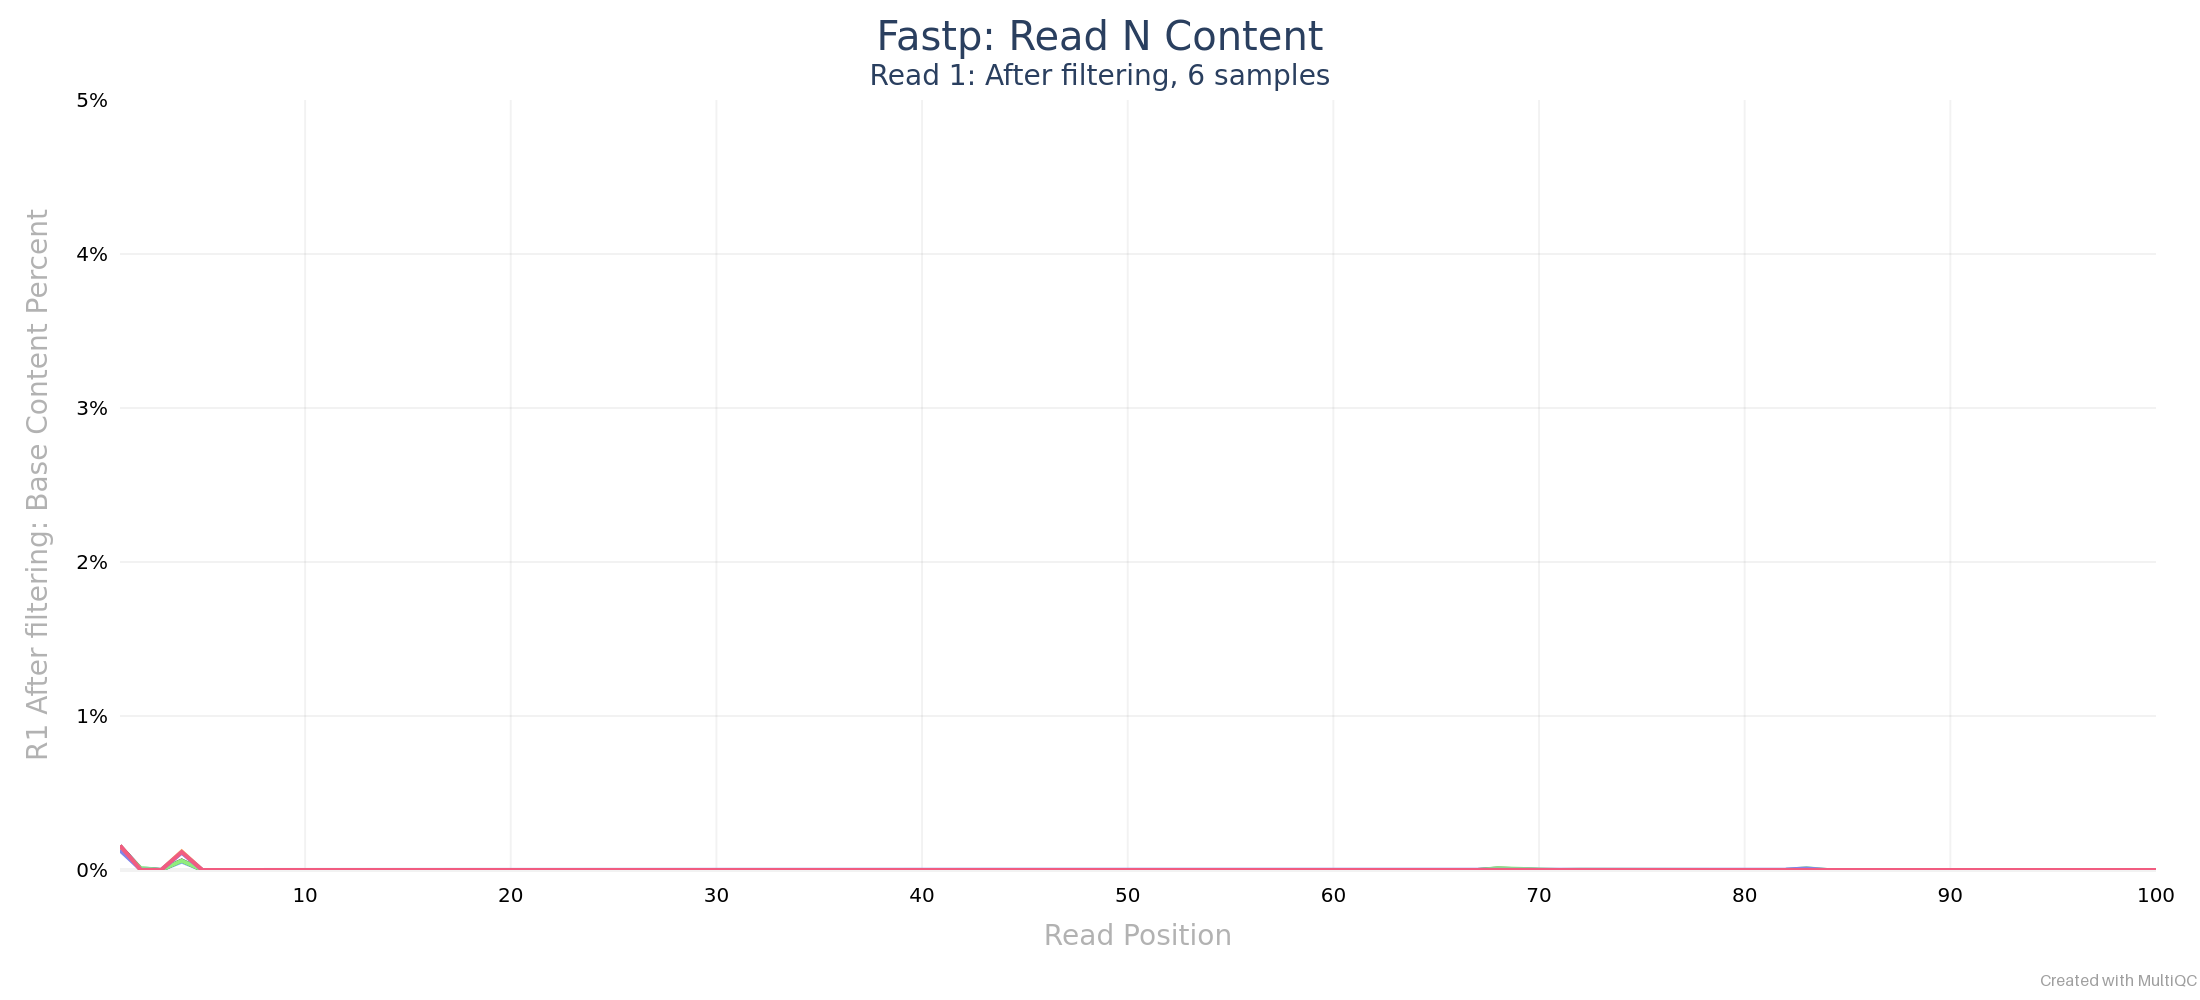 Fastp: Read N Content
Read 1: After filtering, 6 samples
R1 After filtering: Base Content Percent
5%
4%
3%
2%
1%
0%
10 20 30 40 50 60 70 80 90 100
Read Position
Created with MultiQC